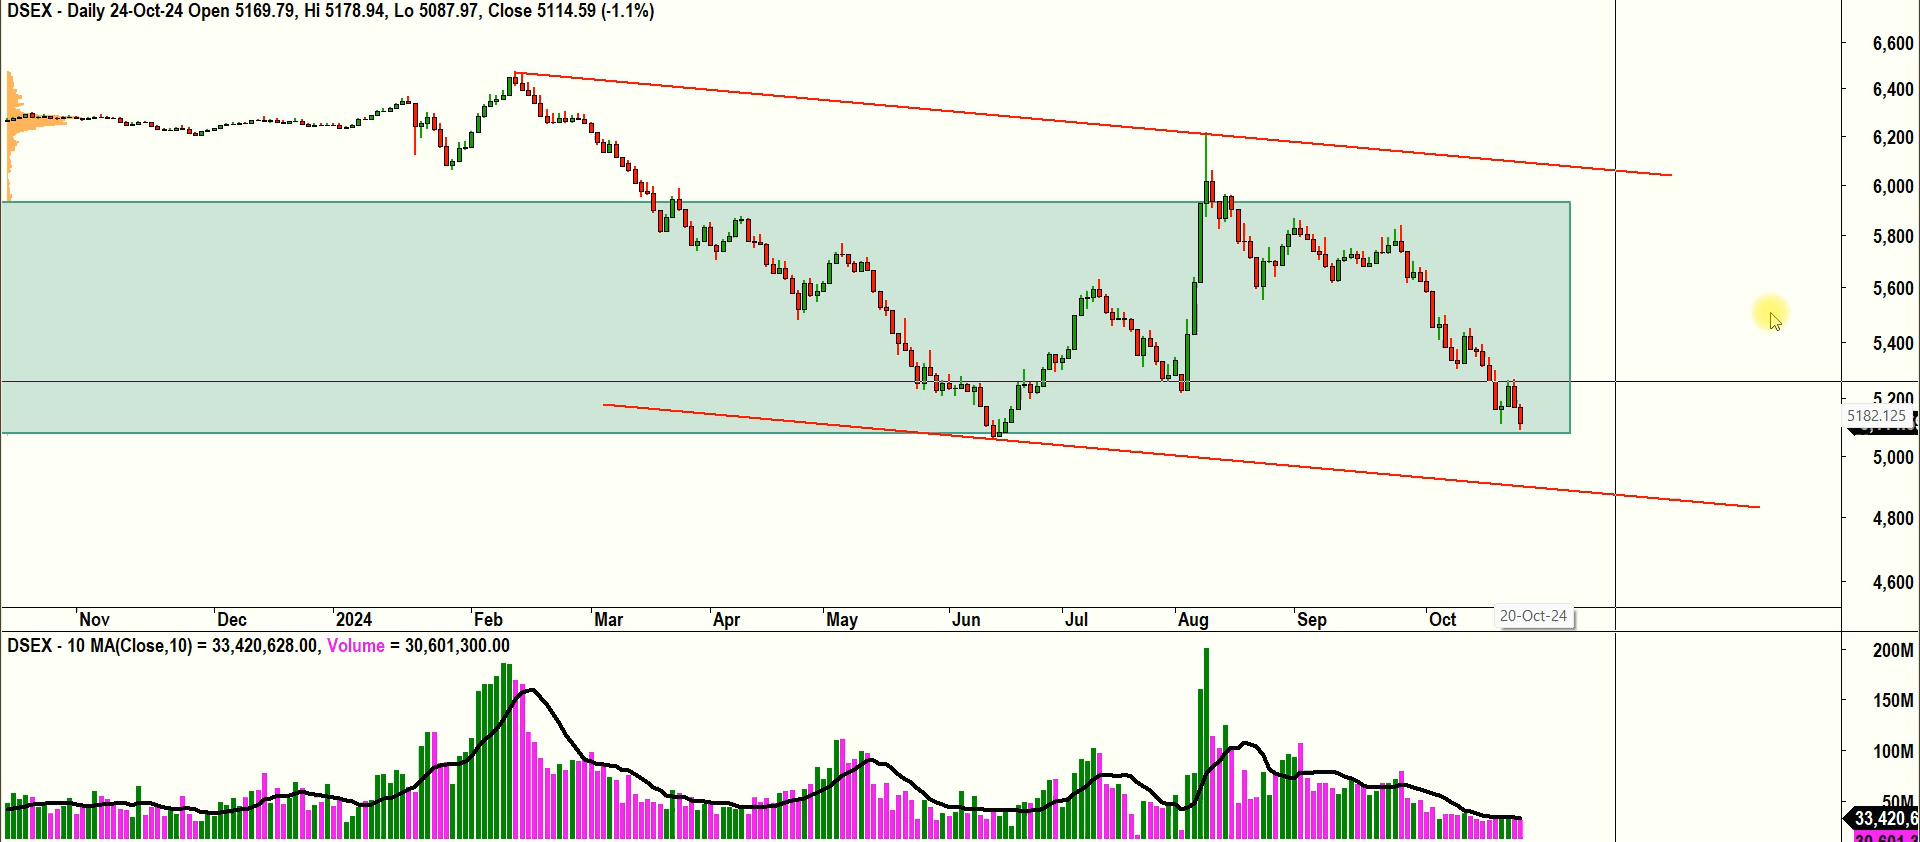 DSEX - Daily 24-Oct-24 Open 5169.79, Hi 5178.94, Lo 5087.97, Close 5114.59 (-1.1%)
6,600
6,400
6,200
6,000
5,800
5,600
5,400
5,200
5182.125
5,000
4,800
4,600
Nov Dec 2024 Feb Mar Apr May Jun Jul Aug Sep Oct 20-Oct-24
DSEX - 10 MA(Close,10) = 33,420,628.00, Volume = 30,601,300.00
200M
150M
100M
50M
33,420,6